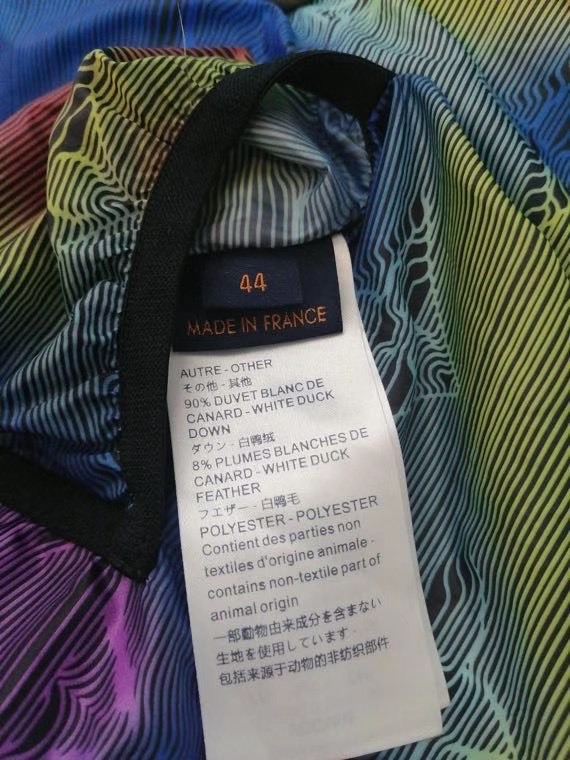 44
MADE IN FRANCE
AUTRE - OTHER
その他 - 其他
90% DUVET BLANC DE
CANARD - WHITE DUCK
DOWN
ダウン - 白鸭绒
8% PLUMES BLANCHES DE
CANARD - WHITE DUCK
FEATHER
フエザー - 白鸭毛
POLYESTER - POLYESTER
Contient des parties non
textiles d'origine animale -
contains non-textile part of
animal origin
一部動物由来成分を含まない
生地を使用しています -
包括来源于动物的非纺织部件